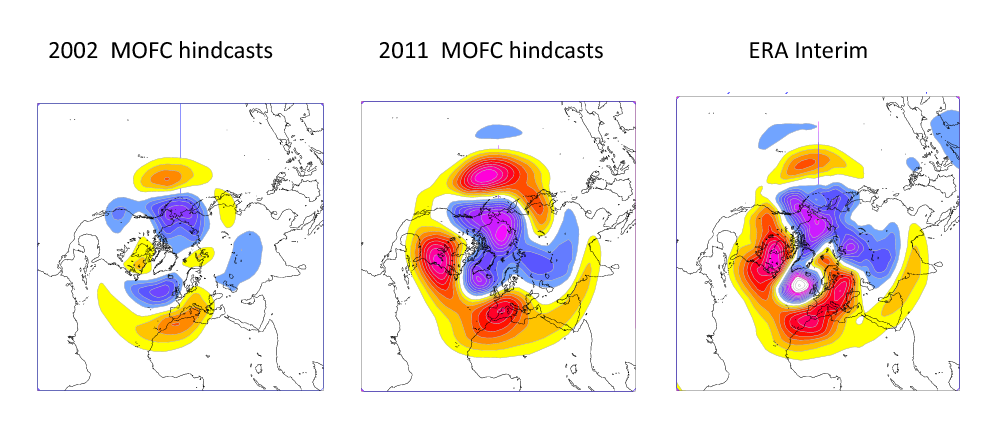 2002 MOFC hindcasts
2011 MOFC hindcasts
ERA Interim